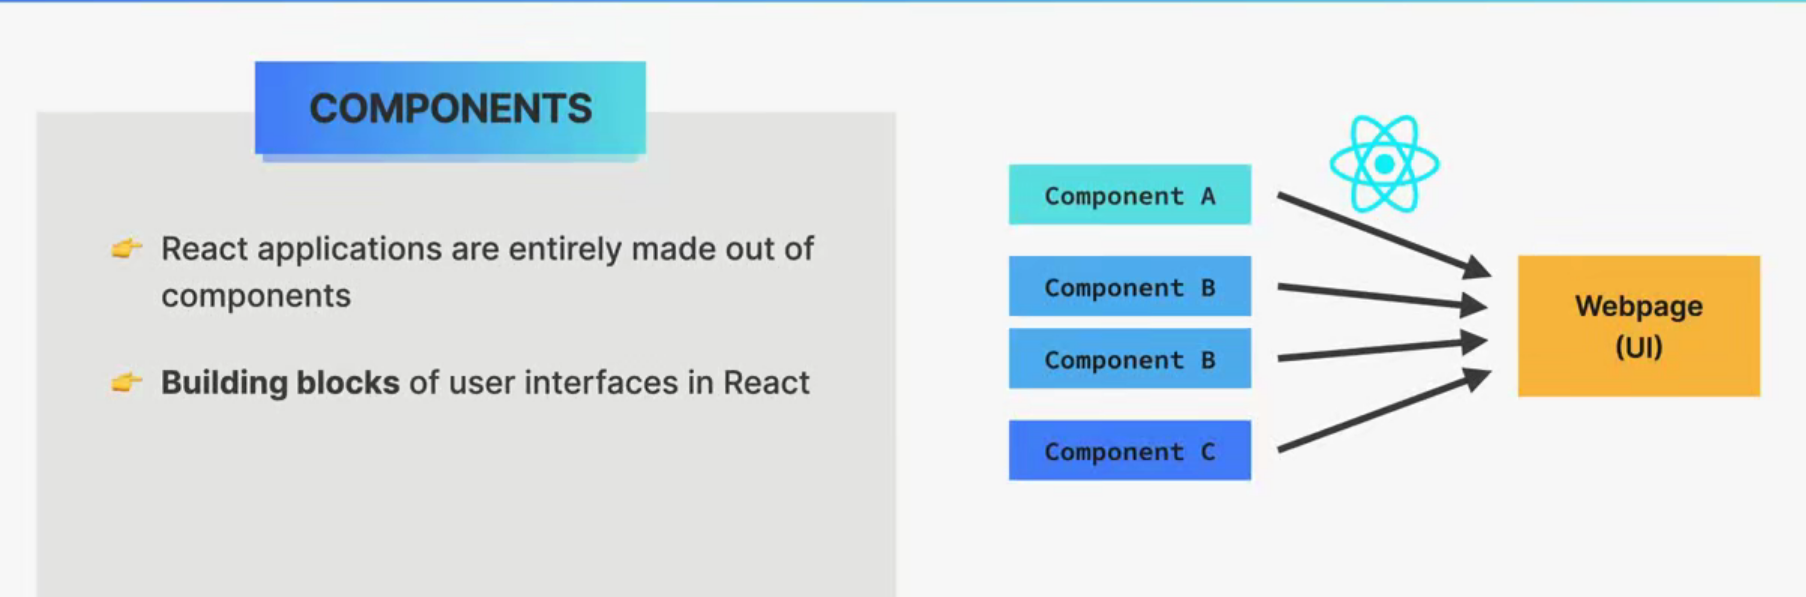 COMPONENTS
👉 React applications are entirely made out of
components
👉 Building blocks of user interfaces in React
Component A
Component B
Component B
Component C
Webpage
(UI)